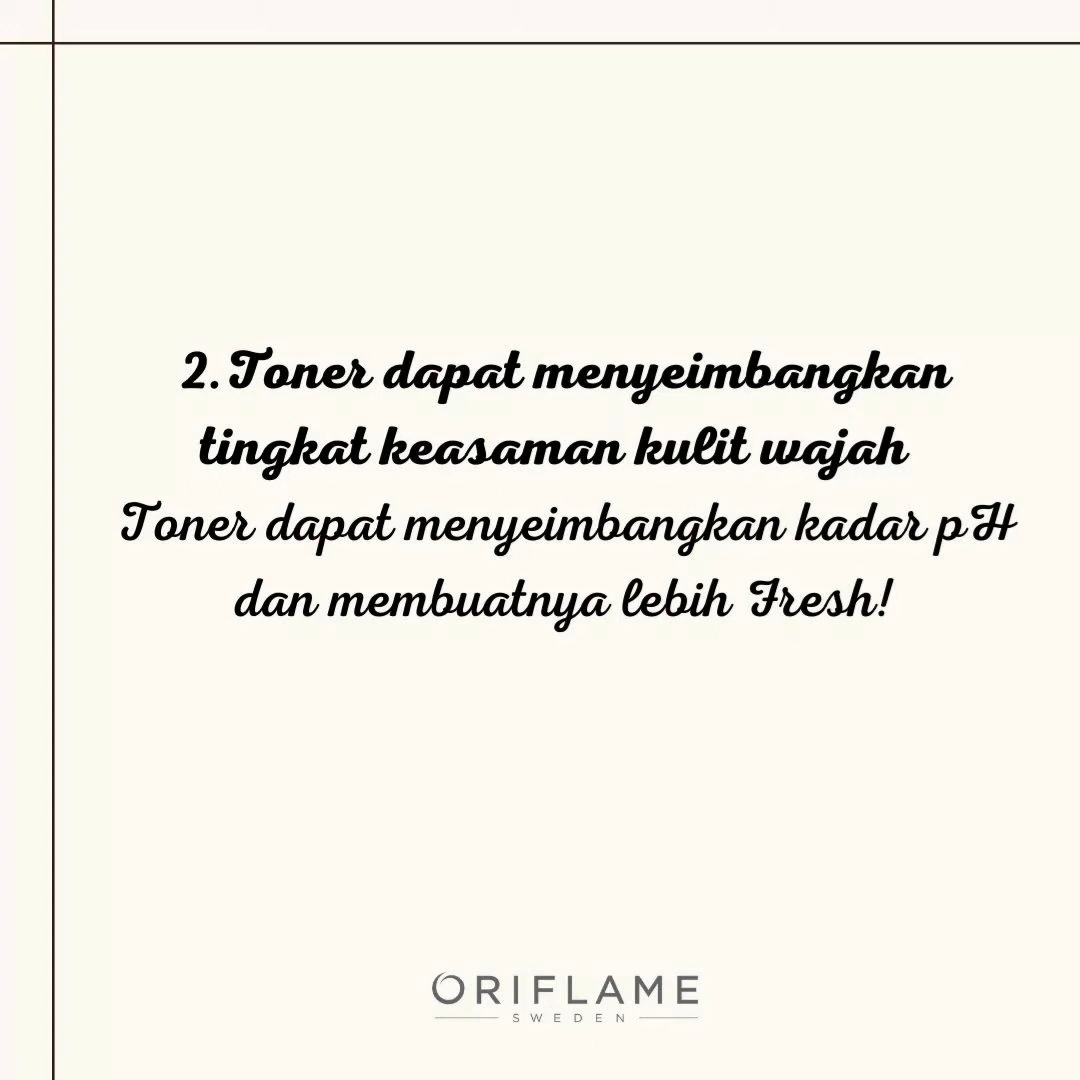 2. Toner dapat menyeimbangkan
tingkat keasaman kulit wajah
Toner dapat menyeimbangkan kadar pH
dan membuatnya lebih Fresh!
ORIFLAME
SWEDEN